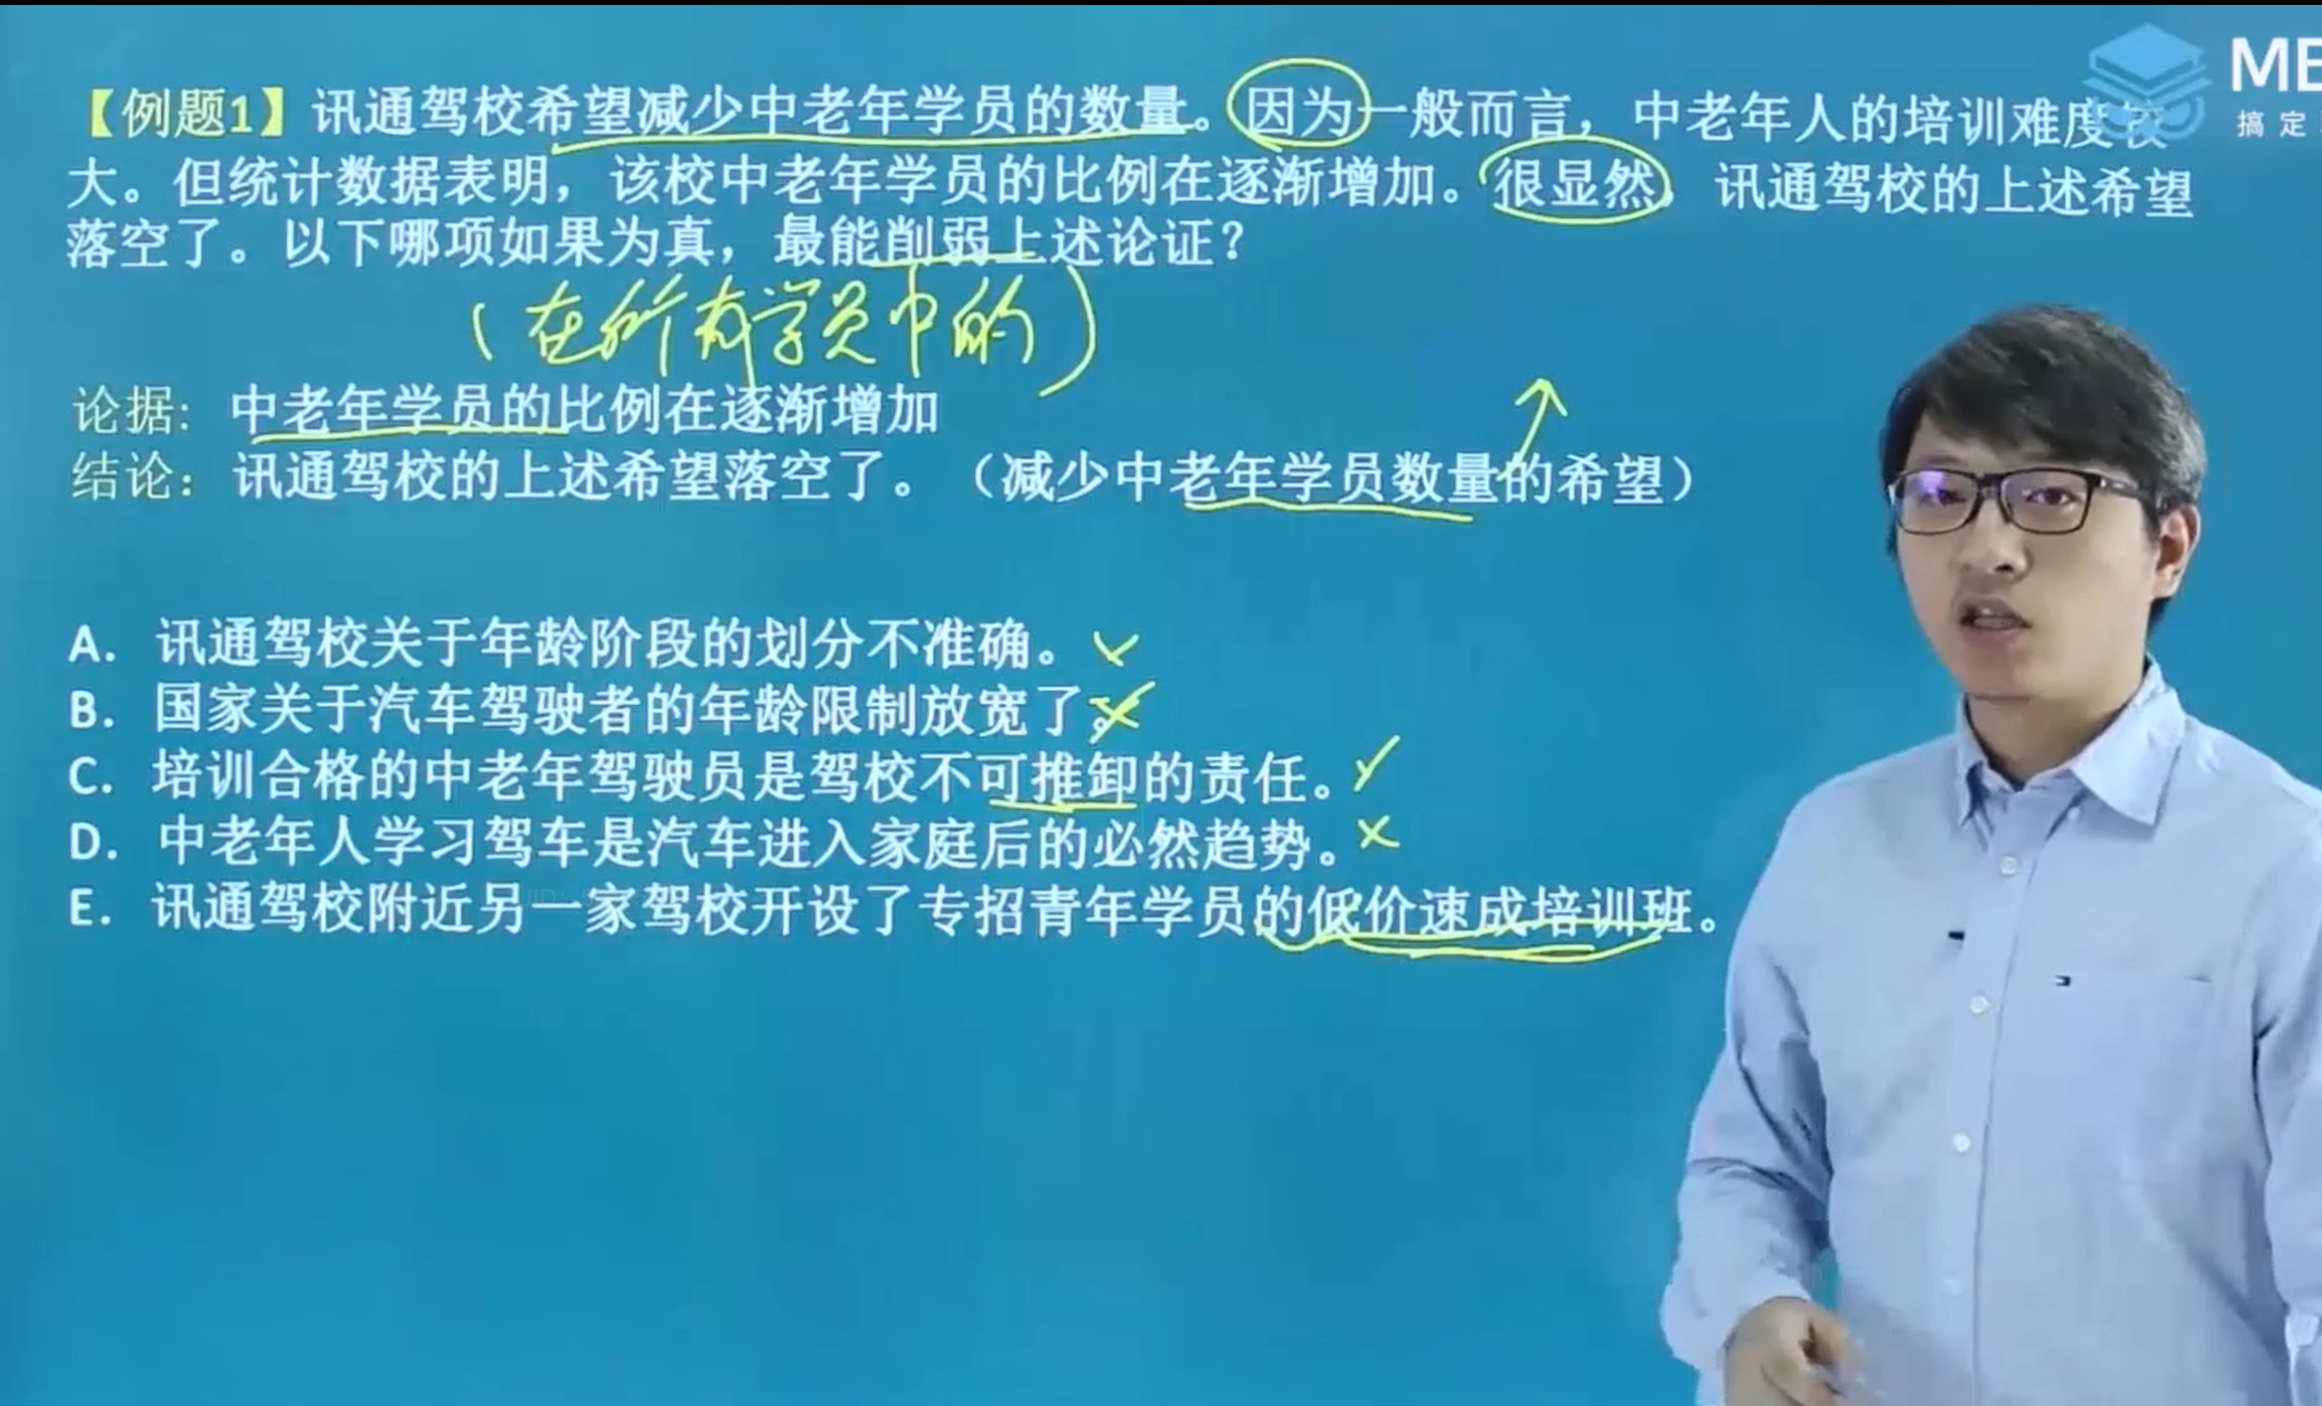 ME
搞定
【例题1】讯通驾校希望减少中老年学员的数量。因为一般而言，中老年人的培训难度较
大。但统计数据表明，该校中老年学员的比例在逐渐增加。很显然，讯通驾校的上述希望
落空了。以下哪项如果为真，最能削弱上述论证？
（在所有学员中的）
论据：中老年学员的比例在逐渐增加
结论：讯通驾校的上述希望落空了。（减少中老年学员数量的希望）
A. 讯通驾校关于年龄阶段的划分不准确。
B. 国家关于汽车驾驶者的年龄限制放宽了。
C. 培训合格的中老年驾驶员是驾校不可推卸的责任。
D. 中老年人学习驾车是汽车进入家庭后的必然趋势。
E. 讯通驾校附近另一家驾校开设了专招青年学员的低价速成培训班。